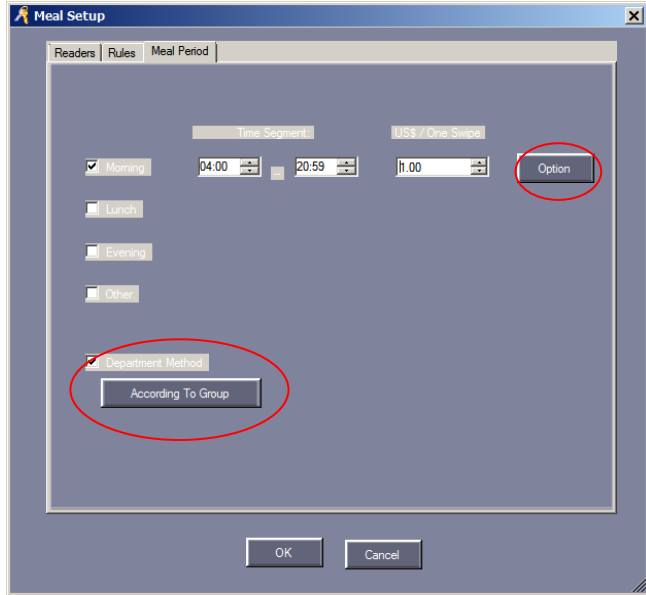 Meal Setup
Readers Rules Meal Period
Time Segment: US$ / One Swipe
Morning 04:00 -- 20:59 1.00 Option
Lunch
Evening
Other
Department Method
According To Group
OK Cancel